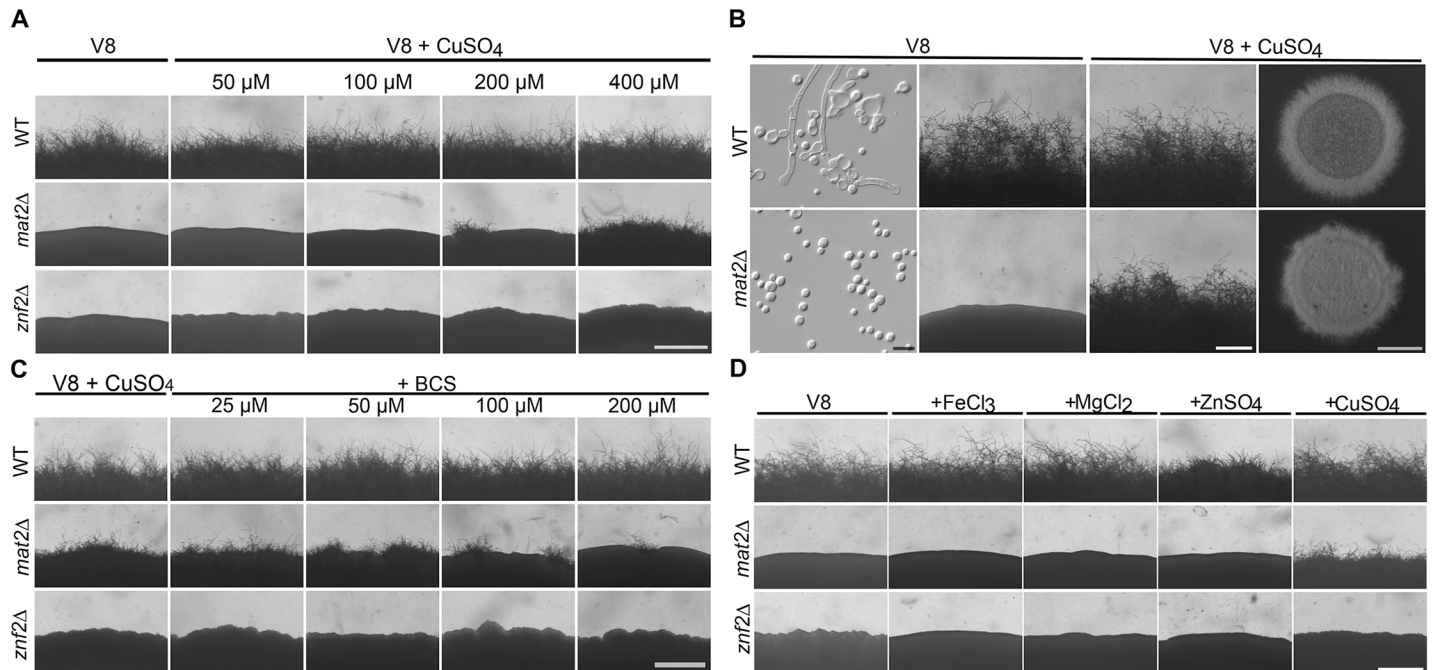 A
V8
V8 + CuSO4
50 µM
100 µM
200 µM
400 µM
WT
mat2Δ
znf2Δ
B
V8
V8 + CuSO4
WT
mat2Δ
C
V8 + CuSO4
+ BCS
25 µM
50 µM
100 µM
200 µM
WT
mat2Δ
znf2Δ
D
V8
+FeCl3
+MgCl2
+ZnSO4
+CuSO4
WT
mat2Δ
znf2Δ